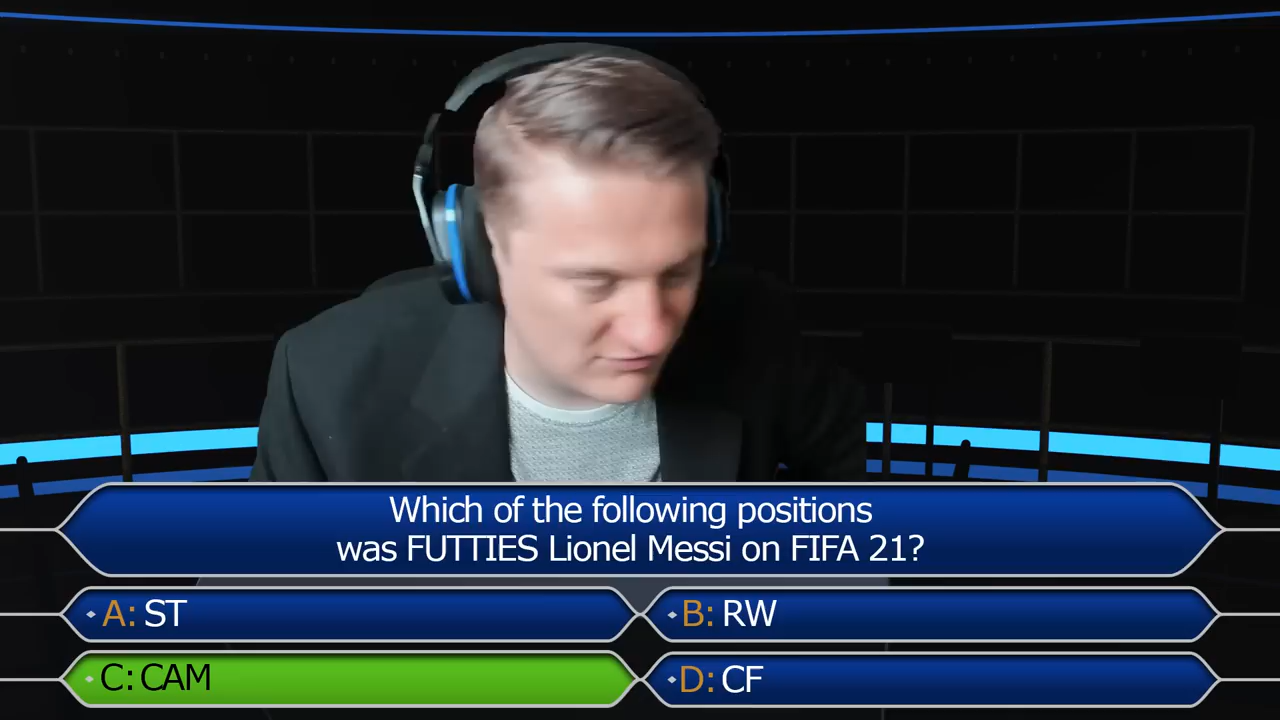 Which of the following positions
was FUTTIES Lionel Messi on FIFA 21?
A: ST
B: RW
C: CAM
D: CF